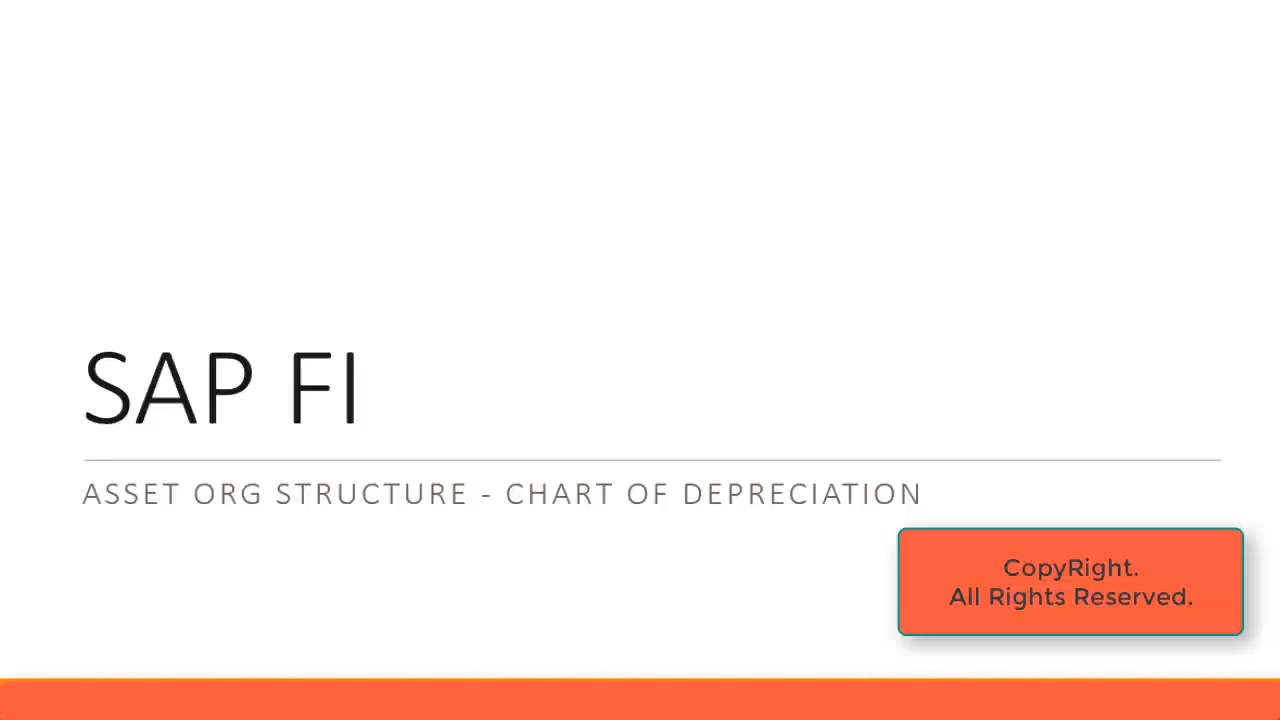 SAP FI
ASSET ORG STRUCTURE - CHART OF DEPRECIATION
CopyRight.
All Rights Reserved.